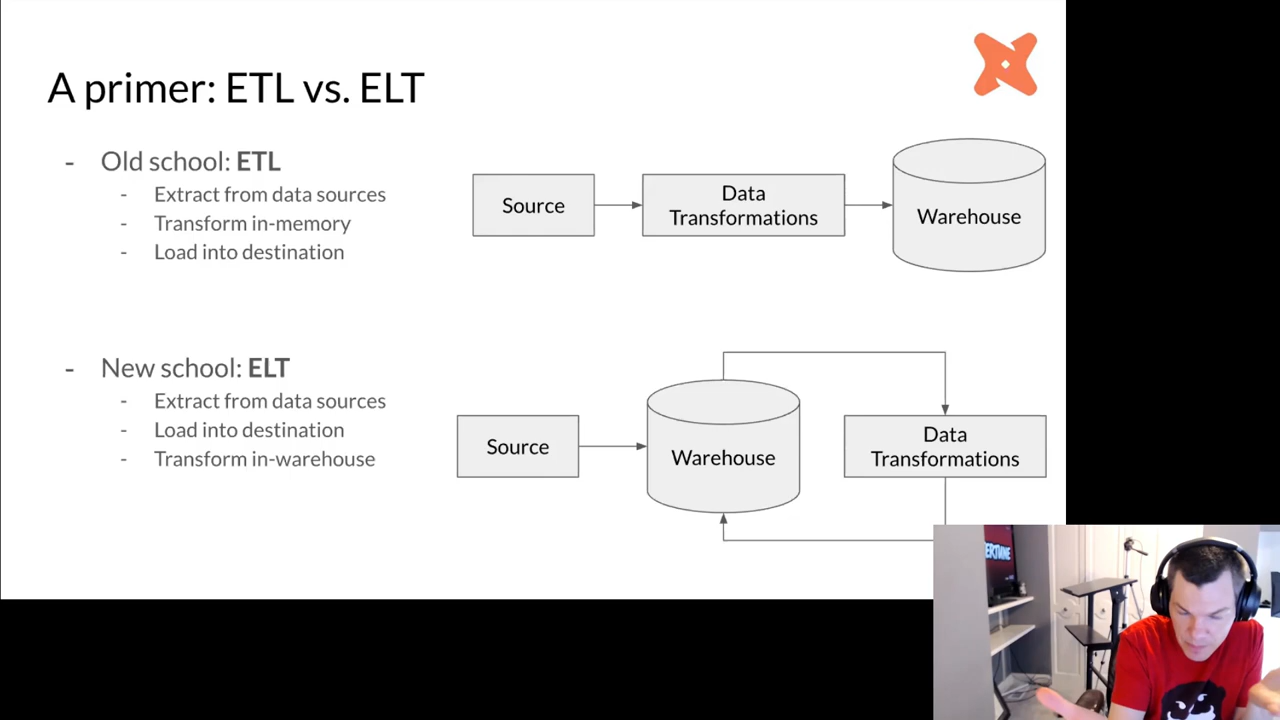 A primer: ETL vs. ELT
- Old school: ETL
- Extract from data sources
- Transform in-memory
- Load into destination
Source
Data
Transformations
Warehouse
- New school: ELT
- Extract from data sources
- Load into destination
- Transform in-warehouse
Source
Warehouse
Data
Transformations